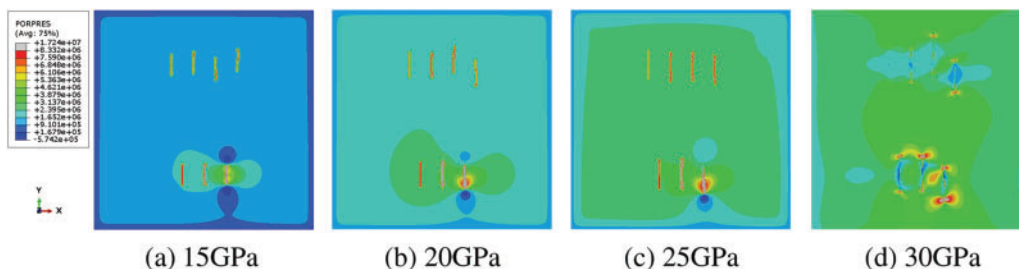 PORPRES
(Avg: 75%)
+1.724e+07
+8.332e+06
+7.590e+06
+6.848e+06
+6.106e+06
+5.363e+06
+4.621e+06
+3.879e+06
+3.137e+06
+2.395e+06
+1.652e+06
+9.101e+05
+1.679e+05
-5.742e+05
Y
Z X
(a) 15GPa
(b) 20GPa
(c) 25GPa
(d) 30GPa